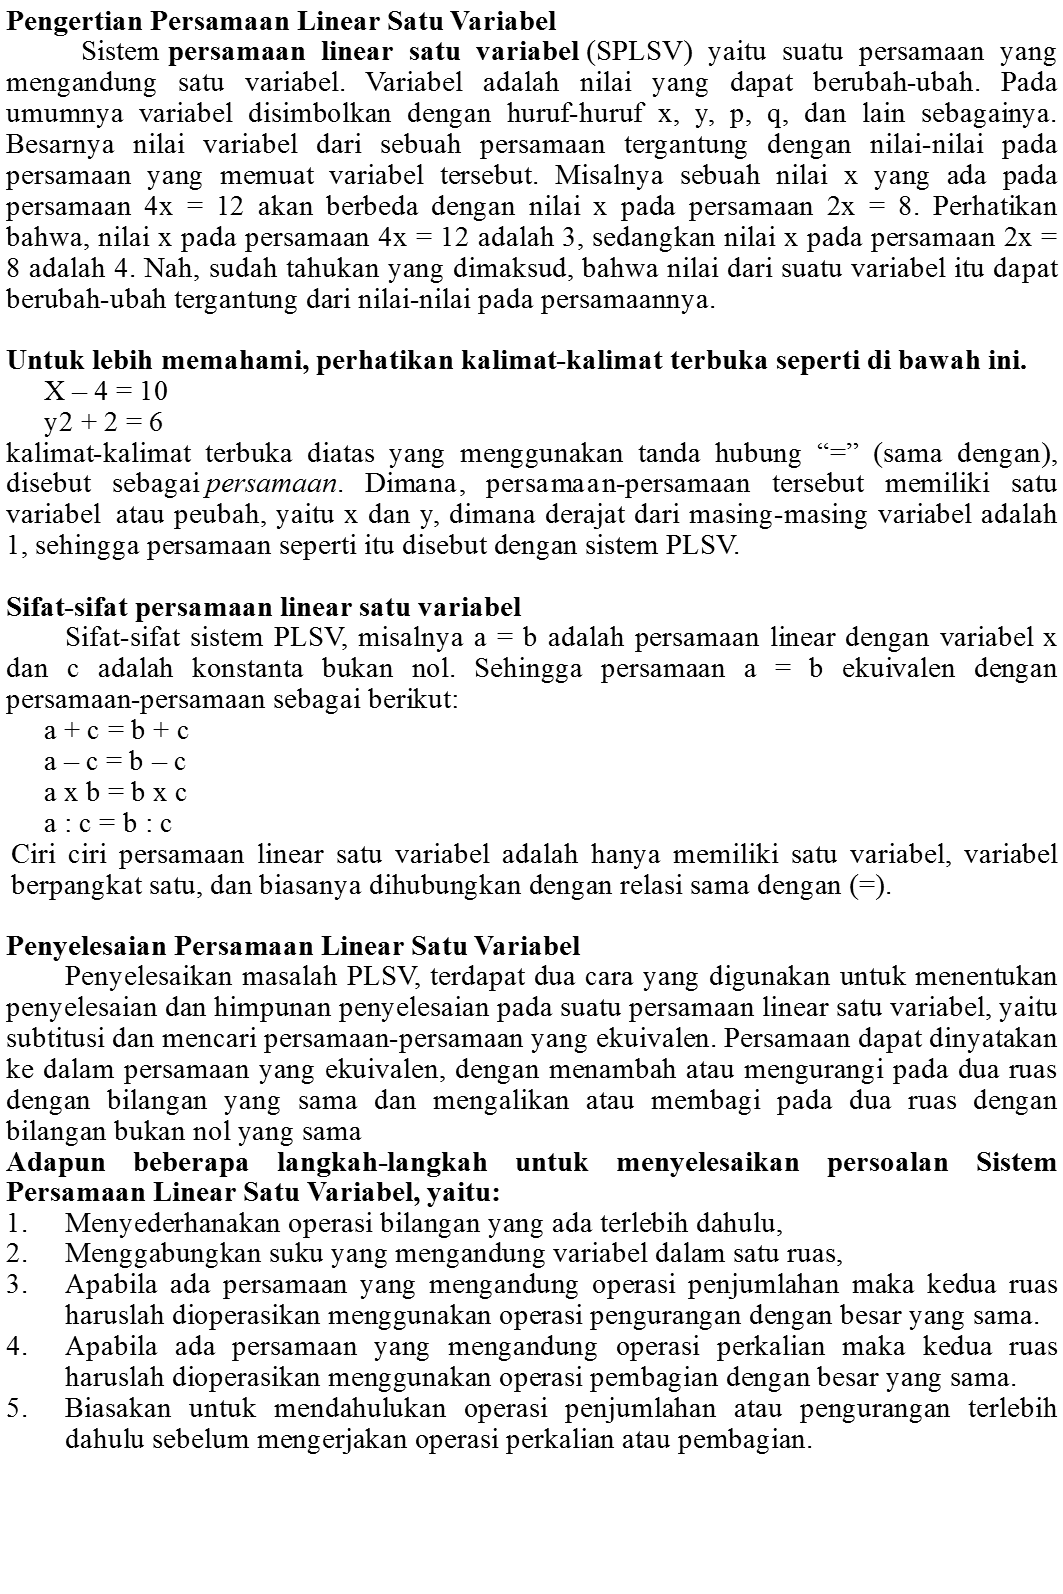 Pengertian Persamaan Linear Satu Variabel
Sistem persamaan linear satu variabel (SPLSV) yaitu suatu persamaan yang
mengandung satu variabel. Variabel adalah nilai yang dapat berubah-ubah. Pada
umumnya variabel disimbolkan dengan huruf-huruf x, y, p, q, dan lain sebagainya.
Besarnya nilai variabel dari sebuah persamaan tergantung dengan nilai-nilai pada
persamaan yang memuat variabel tersebut. Misalnya sebuah nilai x yang ada pada
persamaan 4x = 12 akan berbeda dengan nilai x pada persamaan 2x = 8. Perhatikan
bahwa, nilai x pada persamaan 4x = 12 adalah 3, sedangkan nilai x pada persamaan 2x =
8 adalah 4. Nah, sudah tahukan yang dimaksud, bahwa nilai dari suatu variabel itu dapat
berubah-ubah tergantung dari nilai-nilai pada persamaannya.
Untuk lebih memahami, perhatikan kalimat-kalimat terbuka seperti di bawah ini.
X – 4 = 10
y2 + 2 = 6
kalimat-kalimat terbuka diatas yang menggunakan tanda hubung “=” (sama dengan),
disebut sebagai persamaan. Dimana, persamaan-persamaan tersebut memiliki satu
variabel atau peubah, yaitu x dan y, dimana derajat dari masing-masing variabel adalah
1, sehingga persamaan seperti itu disebut dengan sistem PLSV.
Sifat-sifat persamaan linear satu variabel
Sifat-sifat sistem PLSV, misalnya a = b adalah persamaan linear dengan variabel x
dan c adalah konstanta bukan nol. Sehingga persamaan a = b ekuivalen dengan
persamaan-persamaan sebagai berikut:
a + c = b + c
a – c = b – c
a x b = b x c
a : c = b : c
Ciri ciri persamaan linear satu variabel adalah hanya memiliki satu variabel, variabel
berpangkat satu, dan biasanya dihubungkan dengan relasi sama dengan (=).
Penyelesaian Persamaan Linear Satu Variabel
Penyelesaikan masalah PLSV, terdapat dua cara yang digunakan untuk menentukan
penyelesaian dan himpunan penyelesaian pada suatu persamaan linear satu variabel, yaitu
subtitusi dan mencari persamaan-persamaan yang ekuivalen. Persamaan dapat dinyatakan
ke dalam persamaan yang ekuivalen, dengan menambah atau mengurangi pada dua ruas
dengan bilangan yang sama dan mengalikan atau membagi pada dua ruas dengan
bilangan bukan nol yang sama
Adapun beberapa langkah-langkah untuk menyelesaikan persoalan Sistem
Persamaan Linear Satu Variabel, yaitu:
1. Menyederhanakan operasi bilangan yang ada terlebih dahulu,
2. Menggabungkan suku yang mengandung variabel dalam satu ruas,
3. Apabila ada persamaan yang mengandung operasi penjumlahan maka kedua ruas
haruslah dioperasikan menggunakan operasi pengurangan dengan besar yang sama.
4. Apabila ada persamaan yang mengandung operasi perkalian maka kedua ruas
haruslah dioperasikan menggunakan operasi pembagian dengan besar yang sama.
5. Biasakan untuk mendahulukan operasi penjumlahan atau pengurangan terlebih
dahulu sebelum mengerjakan operasi perkalian atau pembagian.